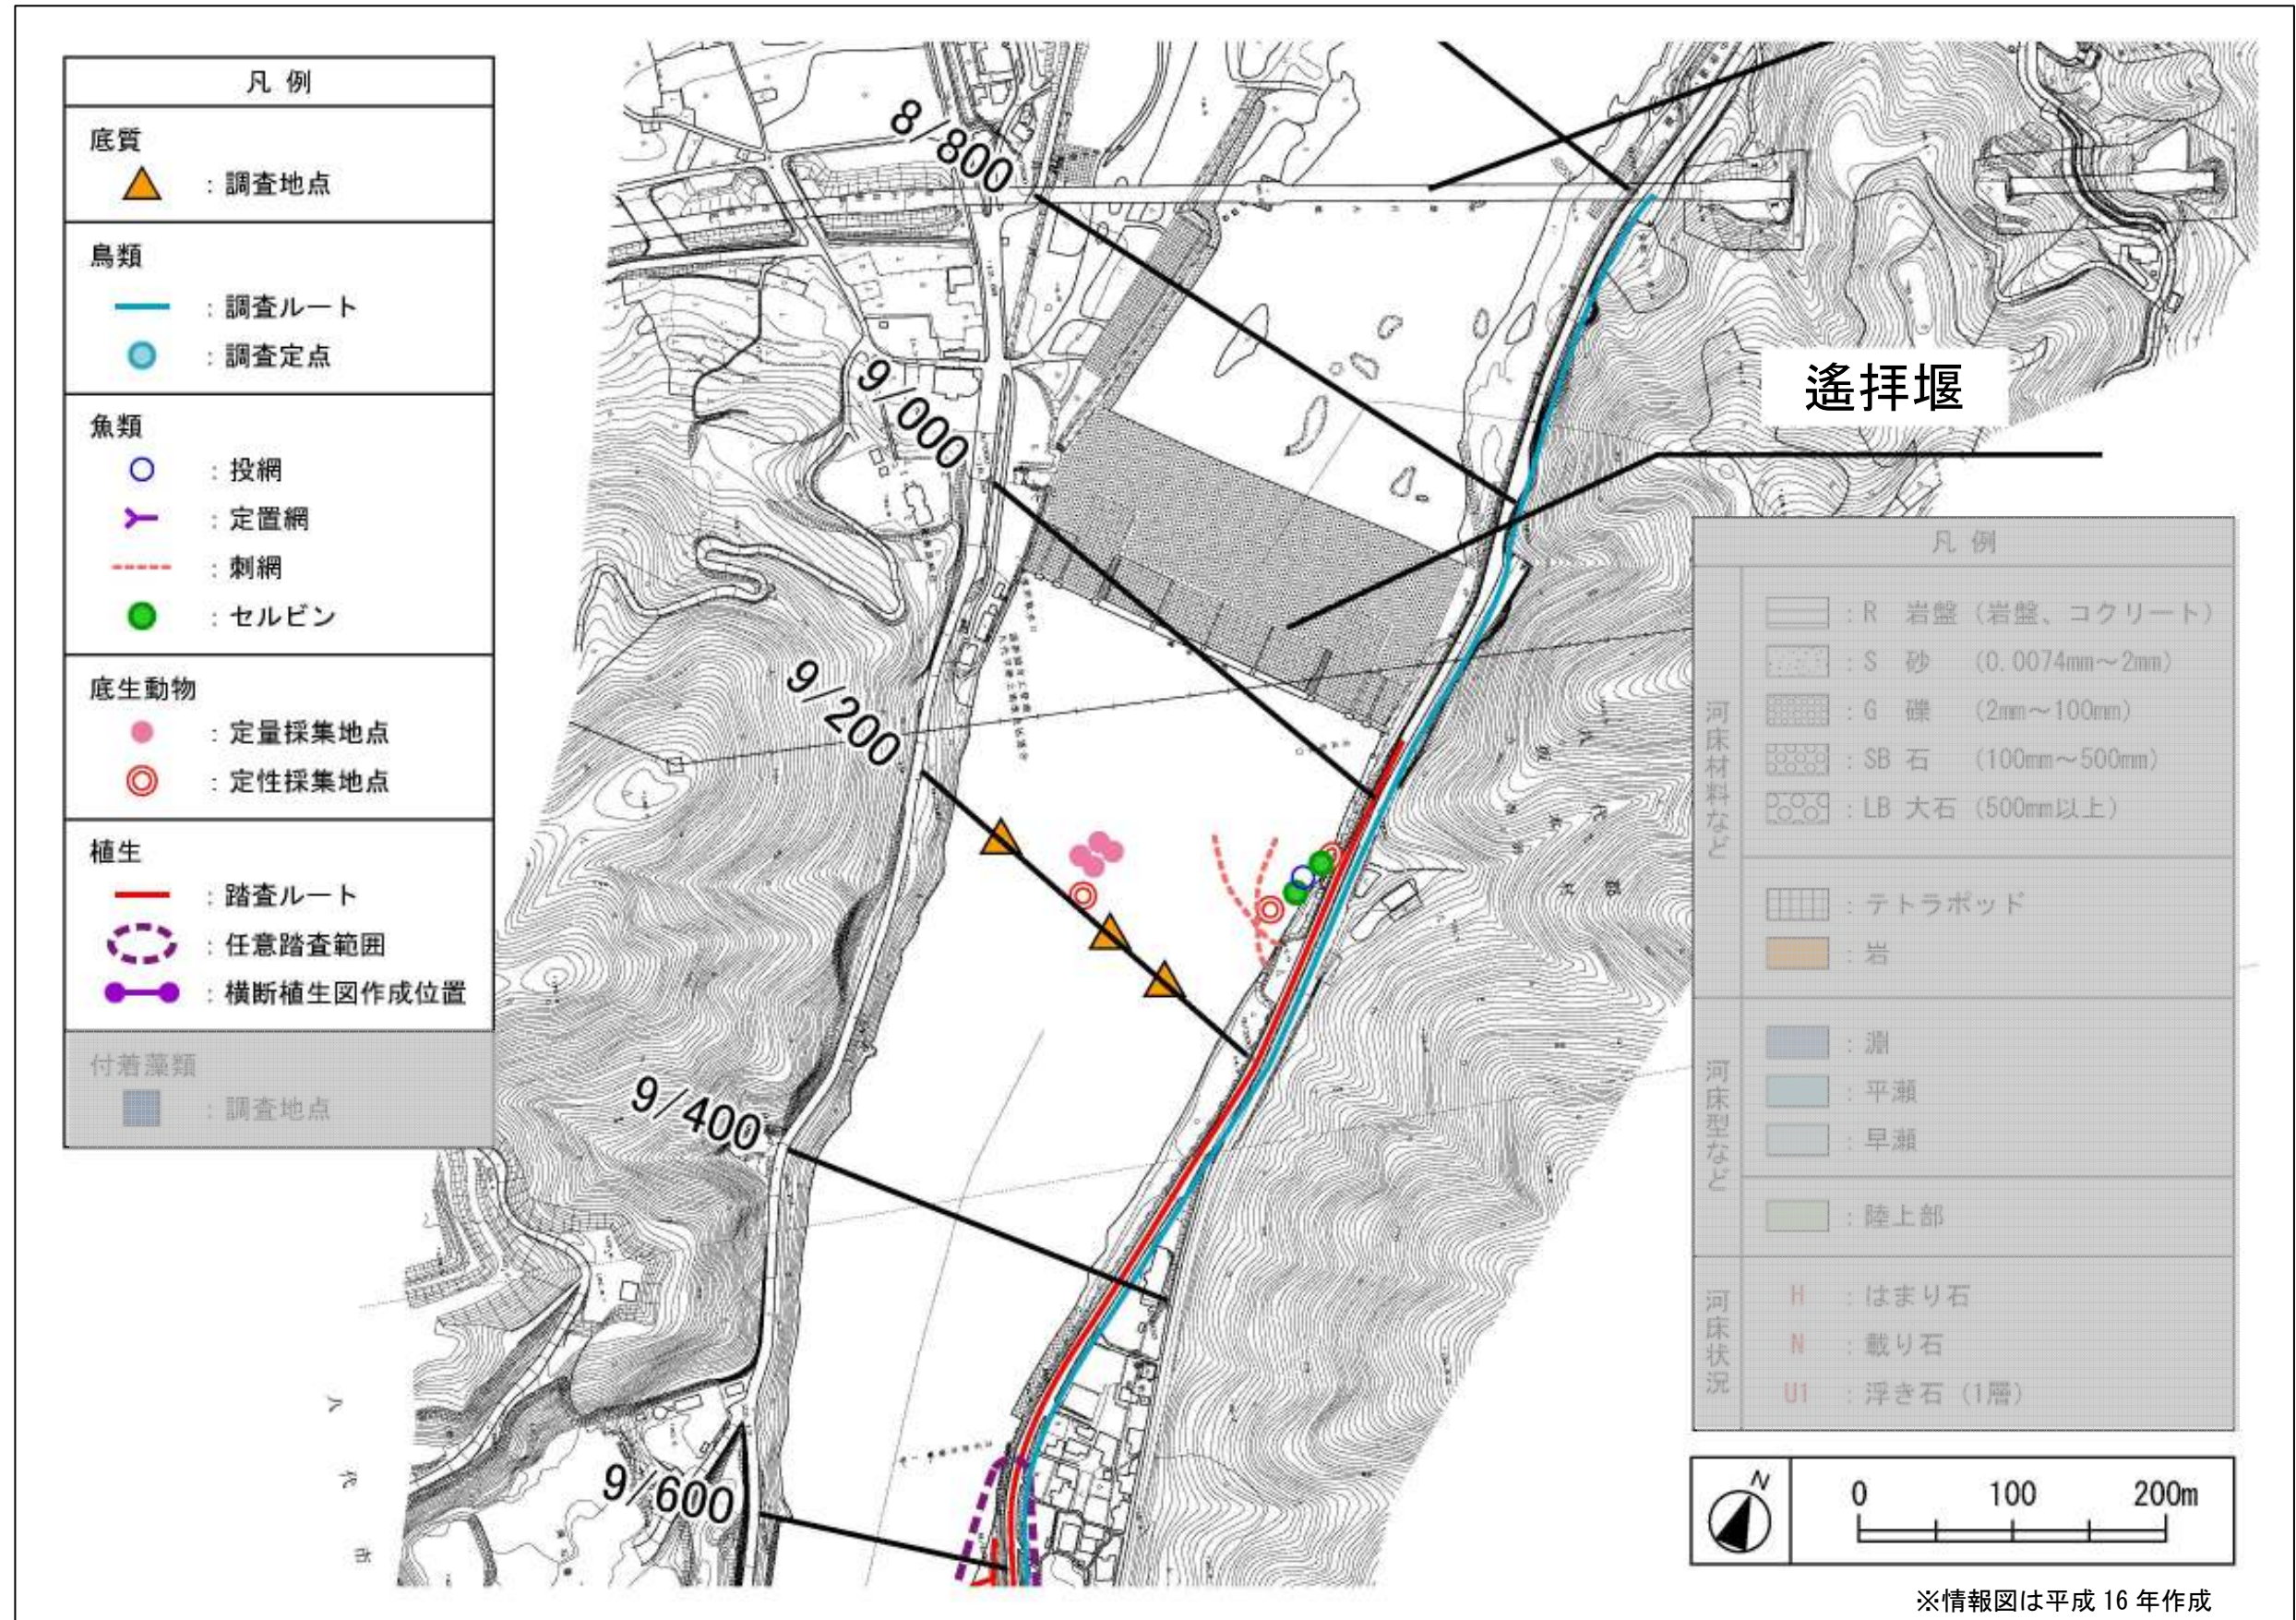 凡 例
底質
：調査地点
鳥類
：調査ルート
：調査定点
魚類
：投網
：定置網
：刺網
：セルビン
底生動物
：定量採集地点
：定性採集地点
植生
：踏査ルート
：任意踏査範囲
：横断植生図作成位置
付着藻類
：調査地点
8/800
9/000
9/200
9/400
9/600
遙拝堰
八代市
凡 例
河床材料など
：R 岩盤（岩盤、コクリート）
：S 砂 （0.0074mm～2mm）
：G 礫 （2mm～100mm）
：SB 石 （100mm～500mm）
：LB 大石（500mm以上）
：テトラポッド
：岩
河床型など
：淵
：平瀬
：早瀬
：陸上部
河床状況
H ：はまり石
N ：載り石
U1 ：浮き石（1層）
N
0 100 200m
※情報図は平成 16 年作成